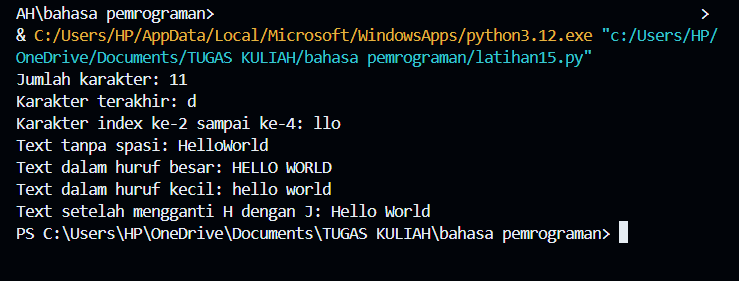 AH\bahasa pemrograman> >
& C:/Users/HP/AppData/Local/Microsoft/WindowsApps/python3.12.exe "c:/Users/HP/
OneDrive/Documents/TUGAS KULIAH/bahasa pemrograman/latihan15.py"
Jumlah karakter: 11
Karakter terakhir: d
Karakter index ke-2 sampai ke-4: llo
Text tanpa spasi: HelloWorld
Text dalam huruf besar: HELLO WORLD
Text dalam huruf kecil: hello world
Text setelah mengganti H dengan J: Hello World
PS C:\Users\HP\OneDrive\Documents\TUGAS KULIAH\bahasa pemrograman>